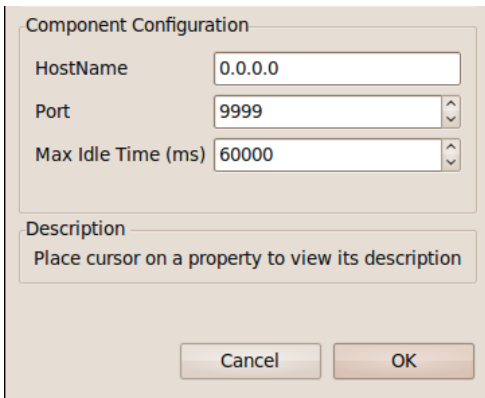 Component Configuration
HostName 0.0.0.0
Port 9999
Max Idle Time (ms) 60000
Description
Place cursor on a property to view its description
Cancel OK